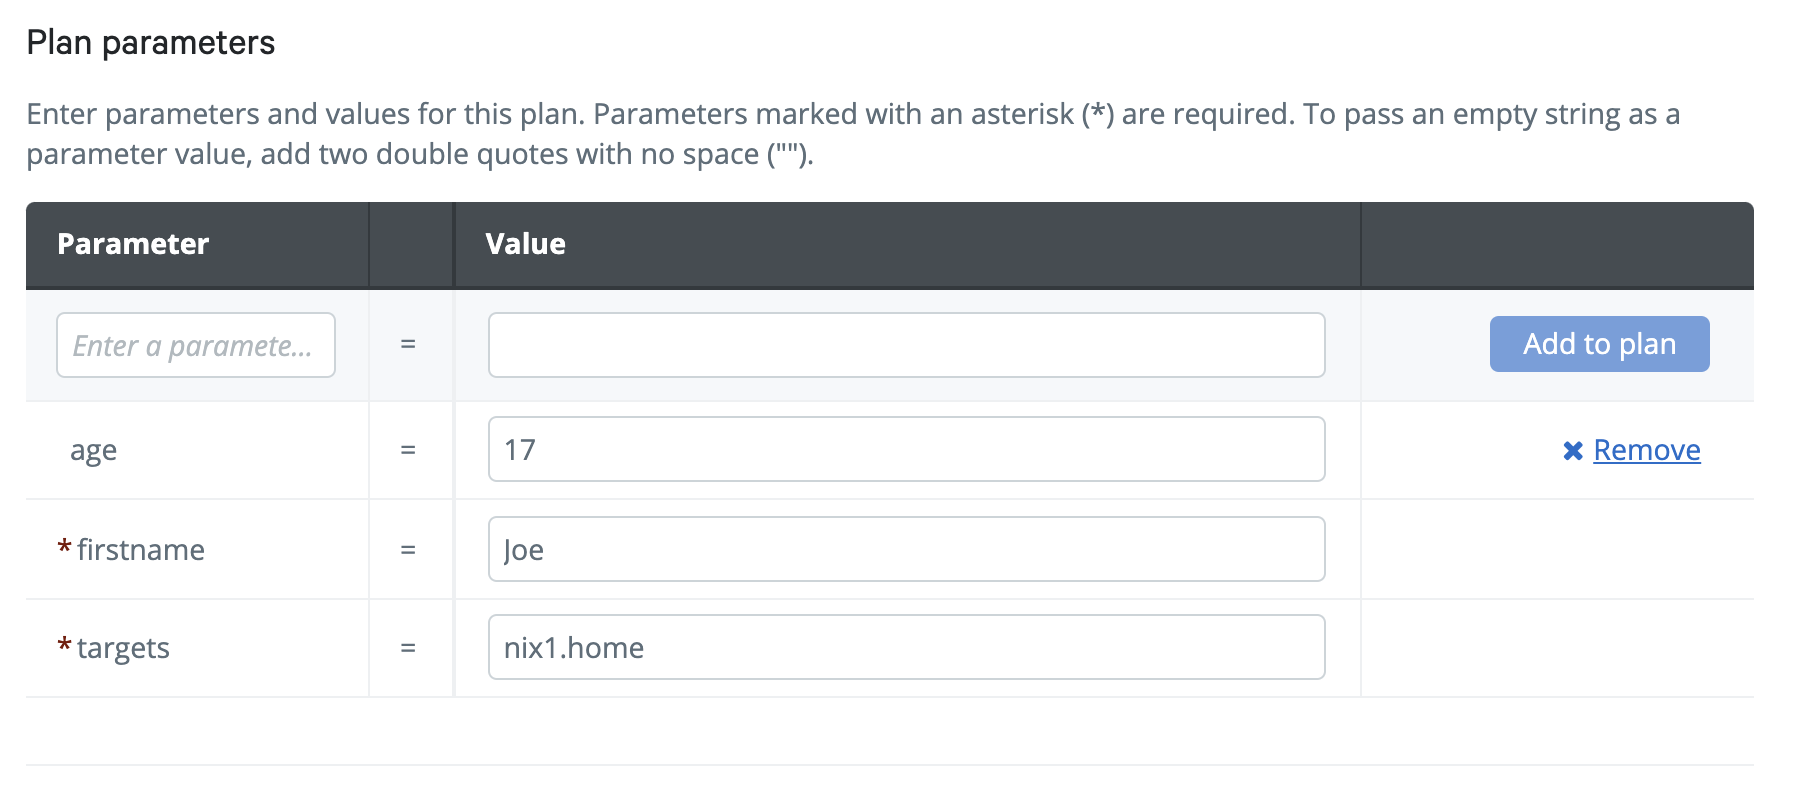 Plan parameters
Enter parameters and values for this plan. Parameters marked with an asterisk (*) are required. To pass an empty string as a
parameter value, add two double quotes with no space ("").
Parameter Value
Enter a paramete... = Add to plan
age = 17 ✖ Remove
* firstname = Joe
* targets = nix1.home